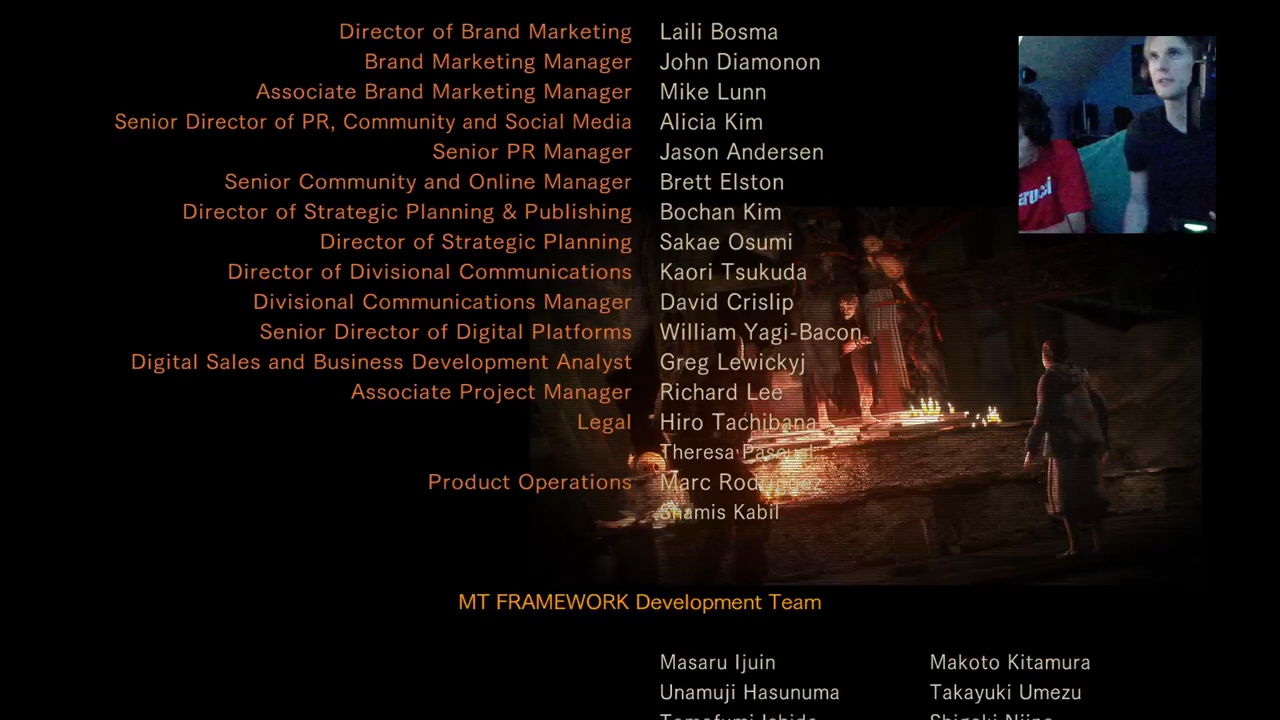 Director of Brand Marketing Laili Bosma
Brand Marketing Manager John Diamonon
Associate Brand Marketing Manager Mike Lunn
Senior Director of PR, Community and Social Media Alicia Kim
Senior PR Manager Jason Andersen
Senior Community and Online Manager Brett Elston
Director of Strategic Planning & Publishing Bochan Kim
Director of Strategic Planning Sakae Osumi
Director of Divisional Communications Kaori Tsukuda
Divisional Communications Manager David Crislip
Senior Director of Digital Platforms William Yagi-Bacon
Digital Sales and Business Development Analyst Greg Lewickyj
Associate Project Manager Richard Lee
Legal Hiro Tachibana
Theresa
Product Operations Marc
Shamis Kabil
MT FRAMEWORK Development Team
Masaru Ijuin Makoto Kitamura
Unamuji Hasunuma Takayuki Umezu